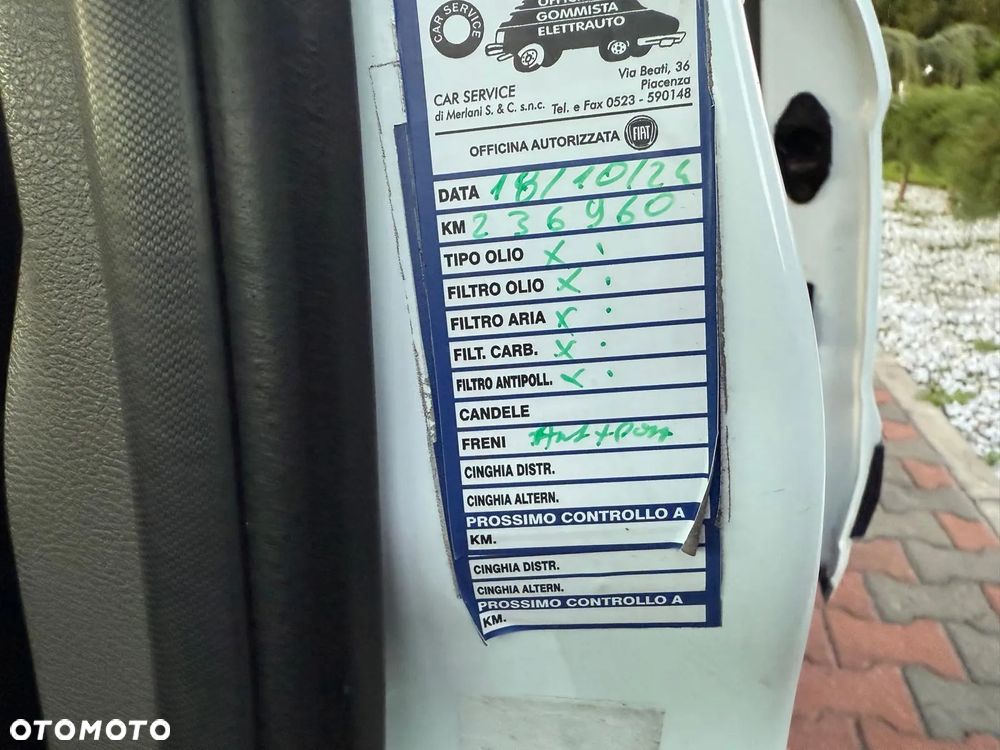 CAR SERVICE
GOMMISTA
ELETTRAUTO
Via Beati, 36
Piacenza
CAR SERVICE
di Merlani S. & C. s.n.c. Tel. e Fax 0523 - 590148
OFFICINA AUTORIZZATA FIAT
DATA 18/10/24
KM 236960
TIPO OLIO X
FILTRO OLIO X
FILTRO ARIA X
FILT. CARB. X
FILTRO ANTIPOLL. X
CANDELE
FRENI
CINGHIA DISTR.
CINGHIA ALTERN.
PROSSIMO CONTROLLO A
KM.
CINGHIA DISTR.
CINGHIA ALTERN.
PROSSIMO CONTROLLO A
KM.
OTOMOTO